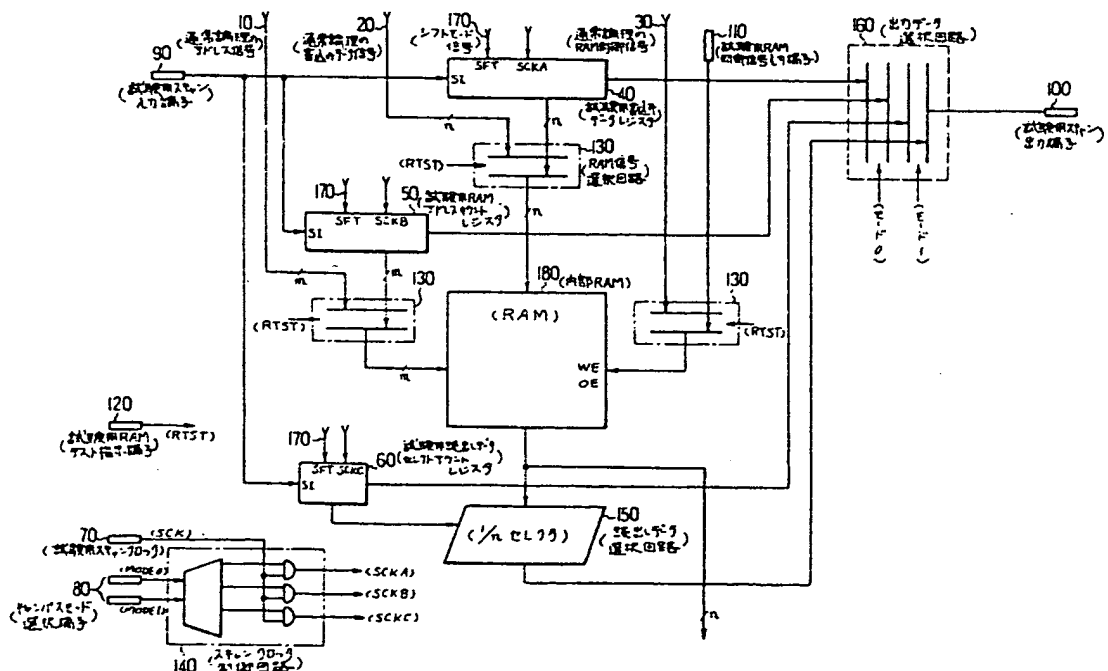 10
(通常論理の
アドレス信号)
20
(通常論理の
書込のデータ信号)
170
(シフトモード
信号)
SFT
SCKA
SI
30
(通常論理の
RAM制御信号)
110
(試験用RAM
制御信号入力端子)
160 (出力データ
選択回路)
90
(試験用スキャン
入力端子)
40
(試験用書込み
データレジスタ)
100
(試験用スキャン
出力端子)
n
n
(RTST)
130
(RAM信号
選択回路)
170
SFT SCKB
SI
50 (試験用RAM
アドレスカウント
レジスタ)
n
(モード0)
(モード1)
m
m
130
(RTST)
m
180 (内部RAM)
(RAM)
WE
OE
130
(RTST)
120
(試験用RAM
テスト指示端子)
(RTST)
170
SFT SCKC
SI
60 (試験用読出しデータ
セレクトカウント
レジスタ)
(1/n セレクタ)
150
(読出しデータ
選択回路)
n
70
(試験用スキャンクロック)
(SCK)
80
(MODE0)
(MODE1)
選択端子)
(SCKA)
(SCKB)
(SCKC)
140 (スキャンクロック
制御回路)